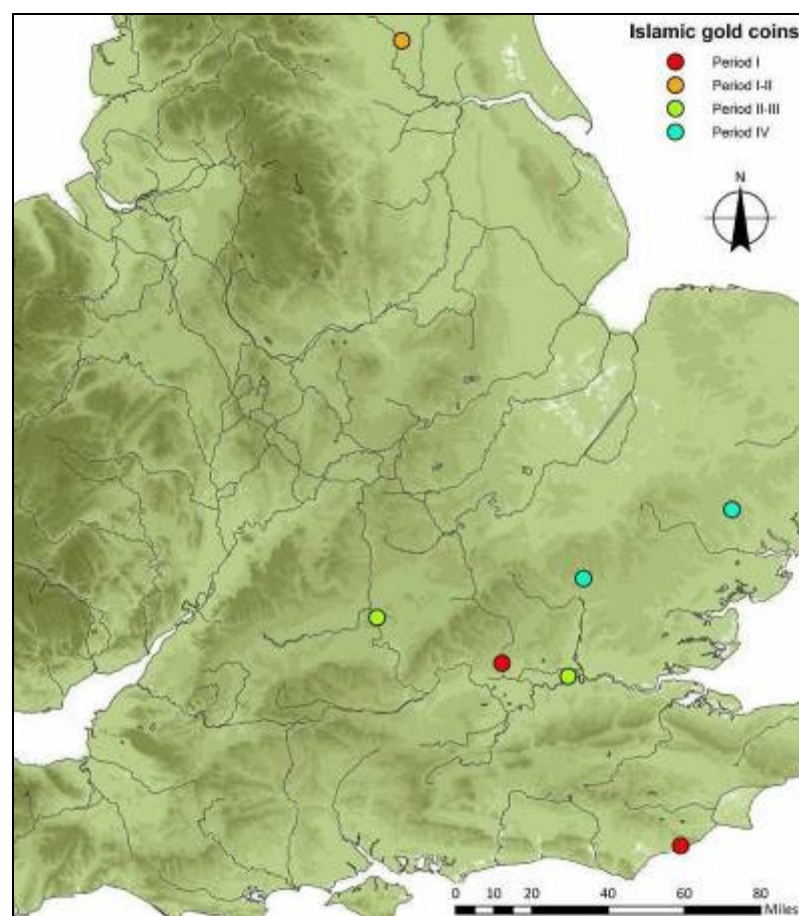 Islamic gold coins
Period I
Period I-II
Period II-III
Period IV
N
0 10 20 40 60 80
Miles